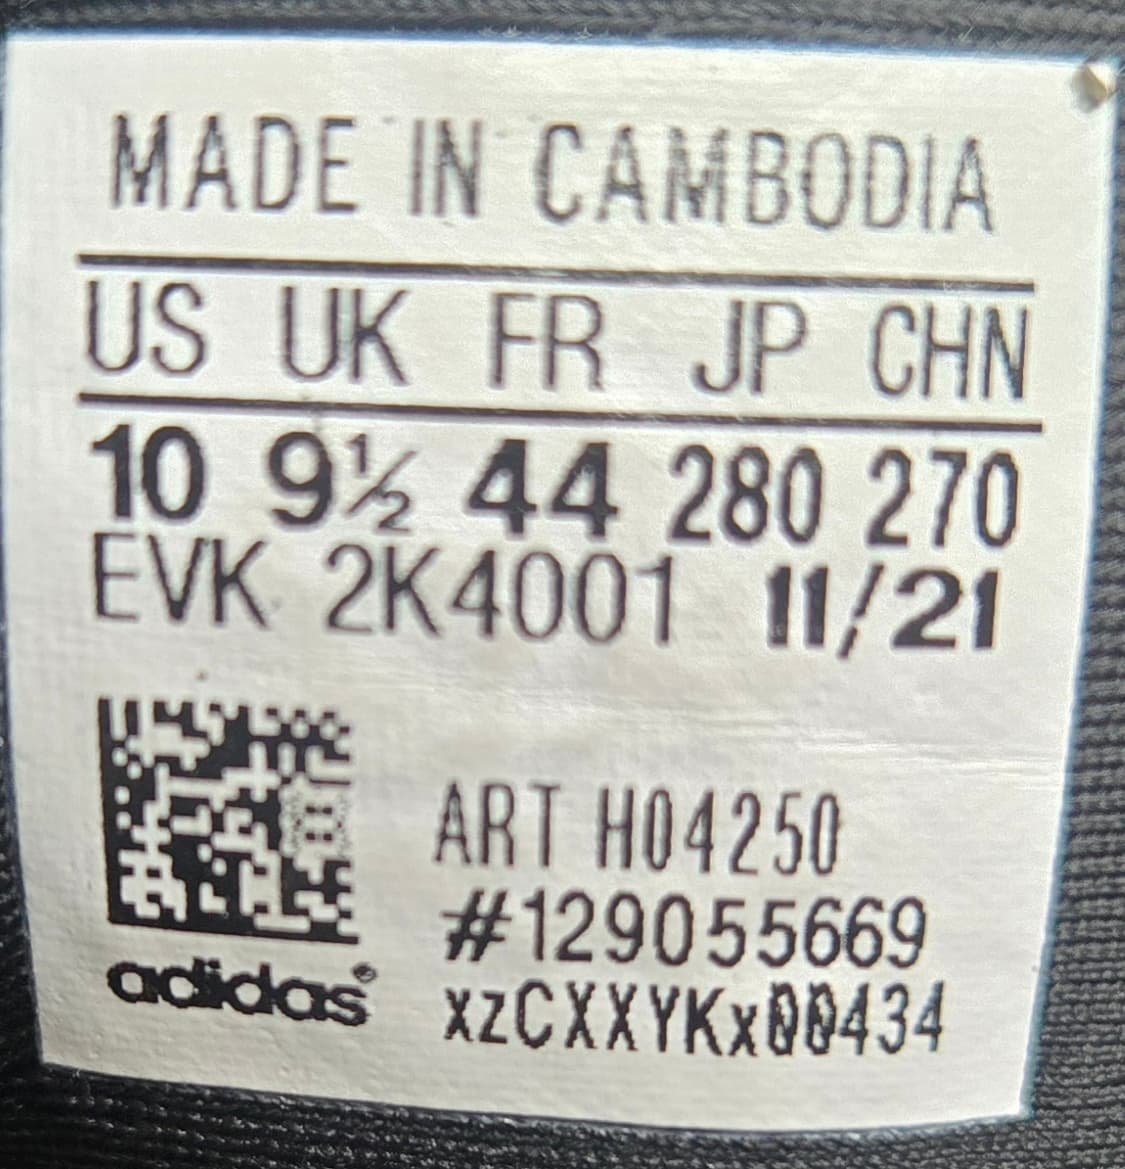 MADE IN CAMBODIA
US UK FR JP CHN
10 9½ 44 280 270
EVK 2K4001 11/21
ART H04250
#129055669
xzCXXYKx00434
adidas®